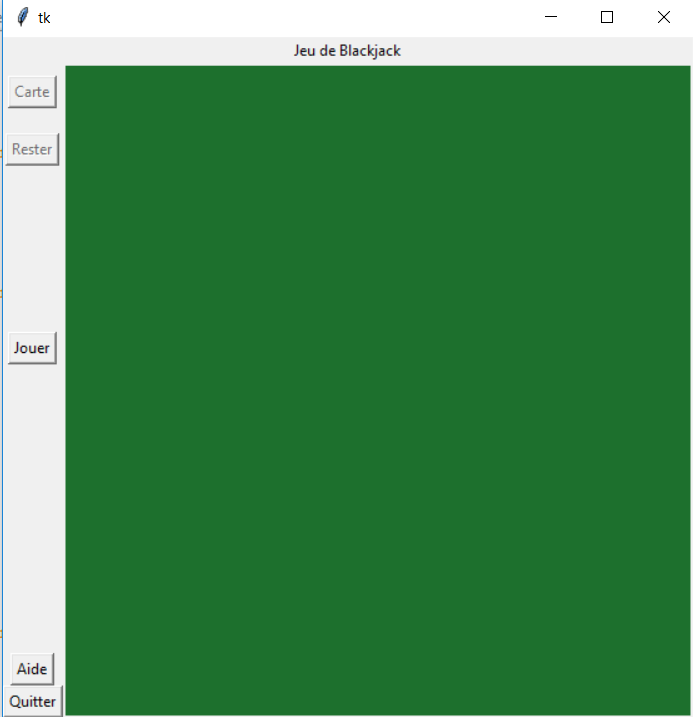 tk
Jeu de Blackjack
Carte
Rester
Jouer
Aide
Quitter